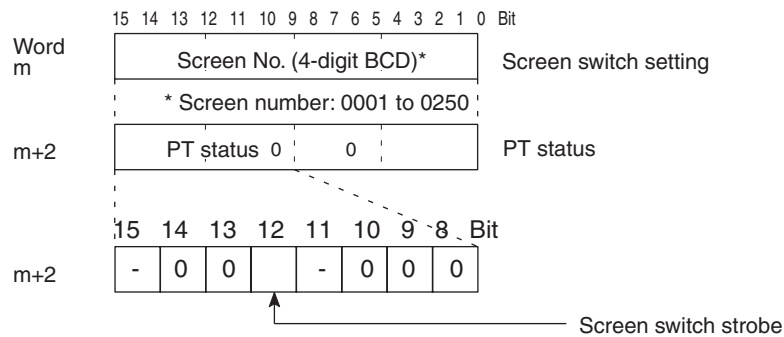 15 14 13 12 11 10 9 8 7 6 5 4 3 2 1 0 Bit
Word
m
Screen No. (4-digit BCD)*
Screen switch setting
* Screen number: 0001 to 0250
m+2
PT status 0 0
PT status
15 14 13 12 11 10 9 8 Bit
m+2
- 0 0 - 0 0 0
Screen switch strobe